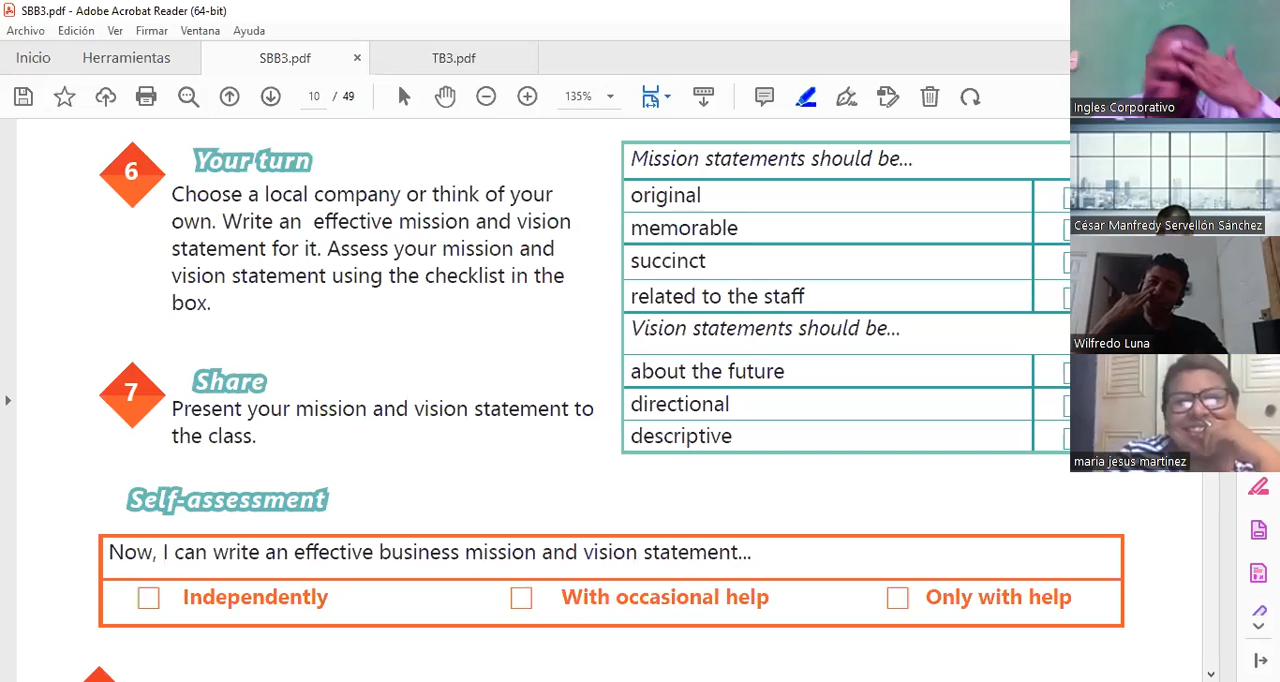 SBB3.pdf - Adobe Acrobat Reader (64-bit)
Archivo Edición Ver Firmar Ventana Ayuda
Inicio Herramientas SBB3.pdf × TB3.pdf
10 / 49 135%
6 Your turn
Choose a local company or think of your
own. Write an effective mission and vision
statement for it. Assess your mission and
vision statement using the checklist in the
box.
7 Share
Present your mission and vision statement to
the class.
Mission statements should be...
original
memorable
succinct
related to the staff
Vision statements should be...
about the future
directional
descriptive
Self-assessment
Now, I can write an effective business mission and vision statement...
Independently With occasional help Only with help
Ingles Corporativo
César Manfredy Servellón Sánchez
Wilfredo Luna
maria jesus martinez